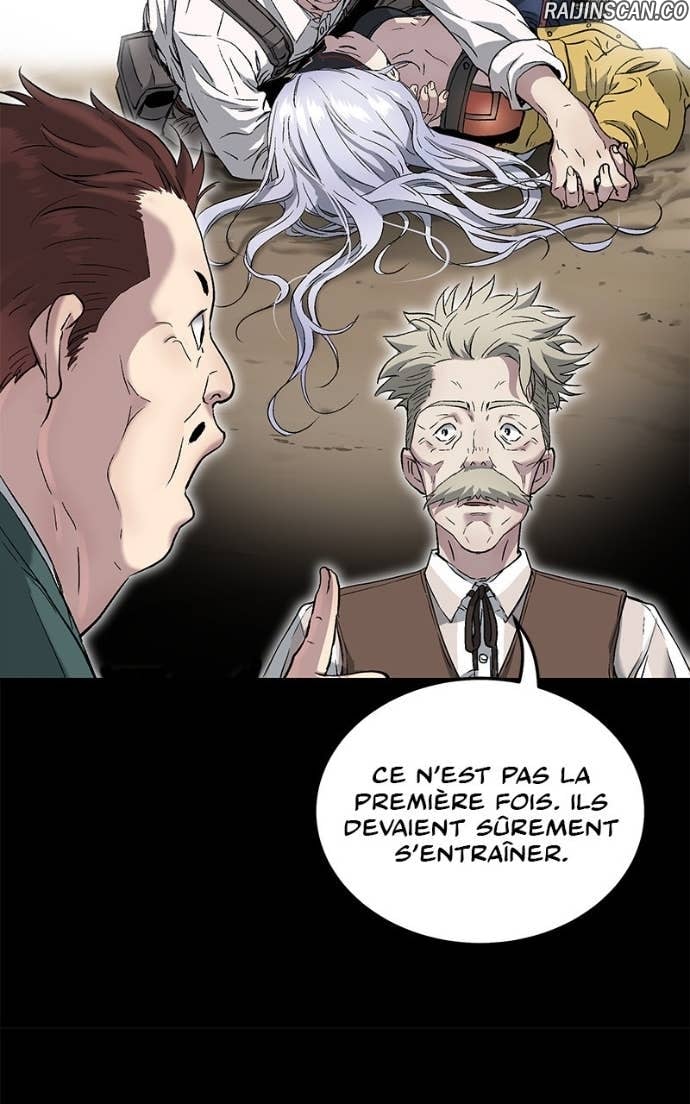 RAIJINSCAN.CO
CE N'EST PAS LA
PREMIÈRE FOIS. ILS
DEVAIENT SÛREMENT
S'ENTRAÎNER.